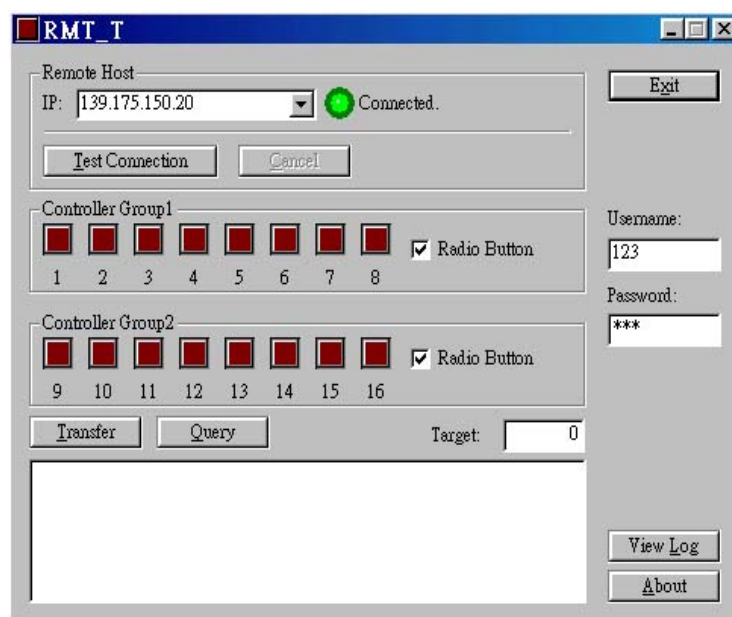 RMT_T
Remote Host
IP: 139.175.150.20 Connected.
Exit
Test Connection Cancel
Controller Group1
1 2 3 4 5 6 7 8
Radio Button
Username:
123
Password:
***
Controller Group2
9 10 11 12 13 14 15 16
Radio Button
Transfer Query Target: 0
View Log
About